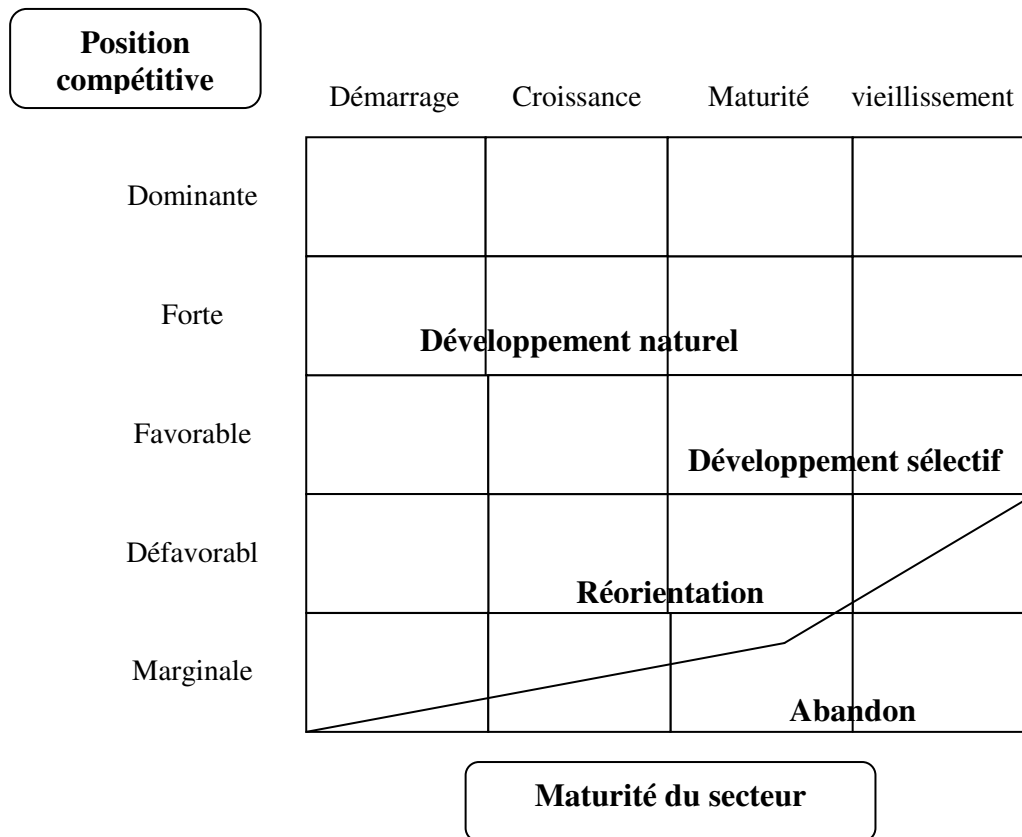 Position
compétitive
Démarrage Croissance Maturité vieillissement
Dominante
Forte
Développement naturel
Favorable
Développement sélectif
Défavorabl
Réorientation
Marginale
Abandon
Maturité du secteur